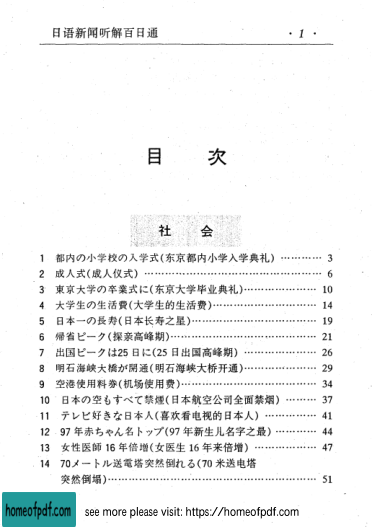 日语新闻听解百日通 · 1 ·
目 次
社 会
1 都内の小学校の入学式(东京都内小学入学典礼) ………… 3
2 成人式(成人仪式) ………………………………………… 6
3 東京大学の卒業式に(东京大学毕业典礼) ……………… 10
4 大学生の生活費(大学生的生活费) ……………………… 14
5 日本一の長寿(日本长寿之星) …………………………… 19
6 帰省ピーク(探亲高峰期) ………………………………… 21
7 出国ピークは25日に(25日出国高峰期) ……………… 26
8 明石海峡大橋が開通(明石海峡大桥开通) ……………… 29
9 空港使用料券(机场使用费) ……………………………… 34
10 日本の空もすべて禁煙(日本航空公司全面禁烟) ……… 37
11 テレビ好きな日本人(喜欢看电视的日本人) …………… 41
12 97年赤ちゃん名トップ(97年新生儿名字之最) ……… 44
13 女性医師16年倍增(女医生16年来倍增) ……………… 47
14 70メートル送電塔突然倒れる(70米送电塔
突然倒塌) ……………………………………………… 51
homeofpdf.com see more please visit: https://homeofpdf.com